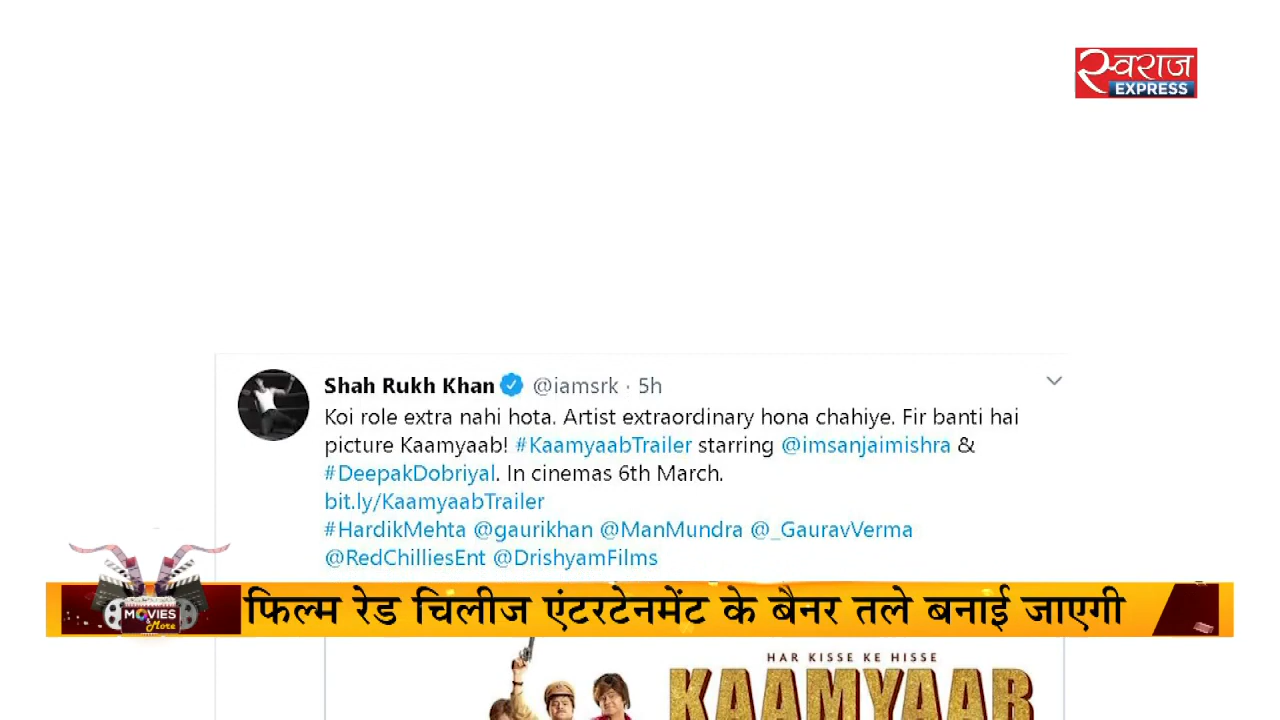 स्वराज
EXPRESS
Shah Rukh Khan @iamsrk · 5h
Koi role extra nahi hota. Artist extraordinary hona chahiye. Fir banti hai
picture Kaamyaab! #KaamyaabTrailer starring @imsanjaimishra &
#DeepakDobriyal. In cinemas 6th March.
bit.ly/KaamyaabTrailer
#HardikMehta @gaurikhan @ManMundra @_GauravVerma
@RedChilliesEnt @DrishyamFilms
MOVIES
& More
फिल्म रेड चिलीज एंटरटेनमेंट के बैनर तले बनाई जाएगी
HAR KISSE KE HISSE
KAAMYAAB